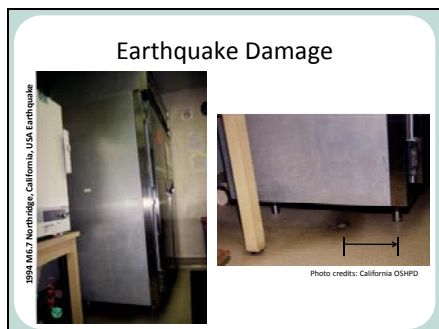 Earthquake Damage
1994 M6.7 Northridge, California, USA Earthquake
Photo credits: California OSHPD